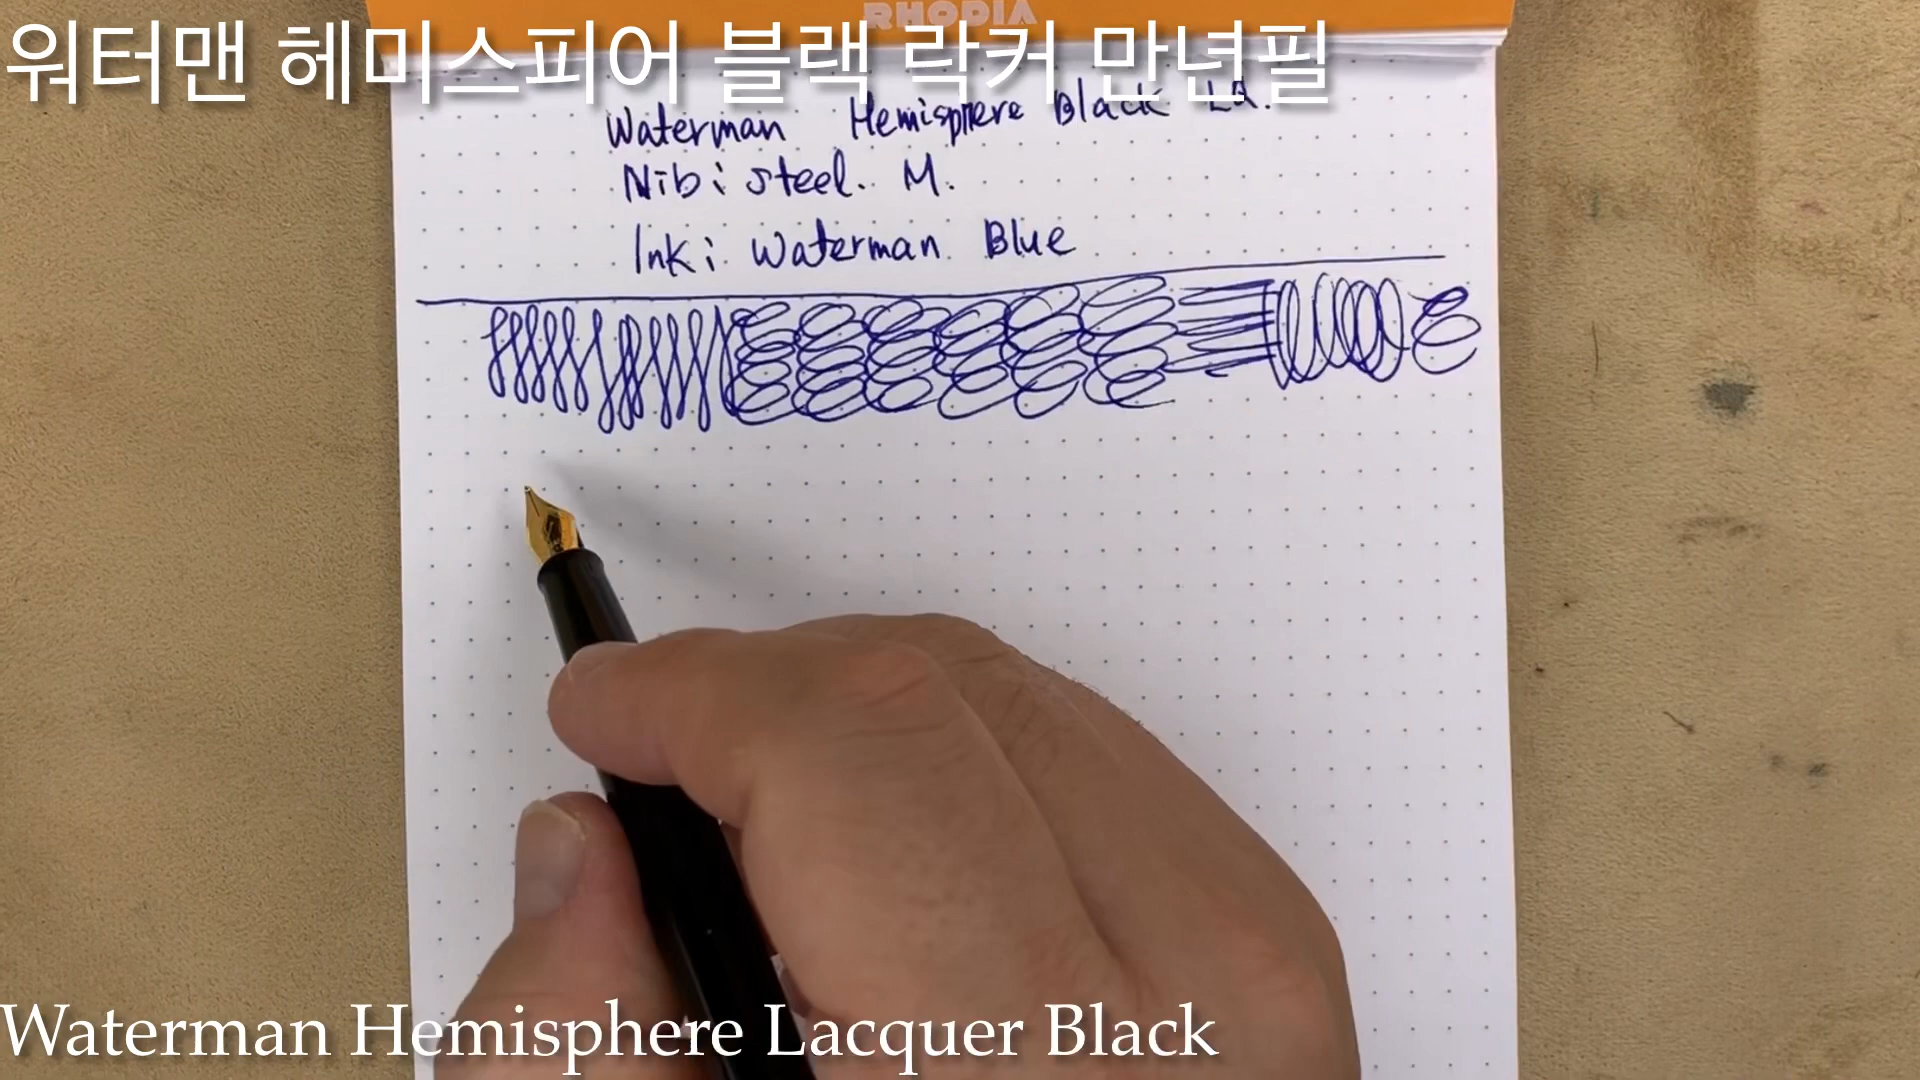 RHODIA
워터맨 헤미스피어 블랙 락커 만년필
Waterman Hemisphere Black LQ.
Nib: steel. M.
Ink: Waterman Blue
Waterman Hemisphere Lacquer Black